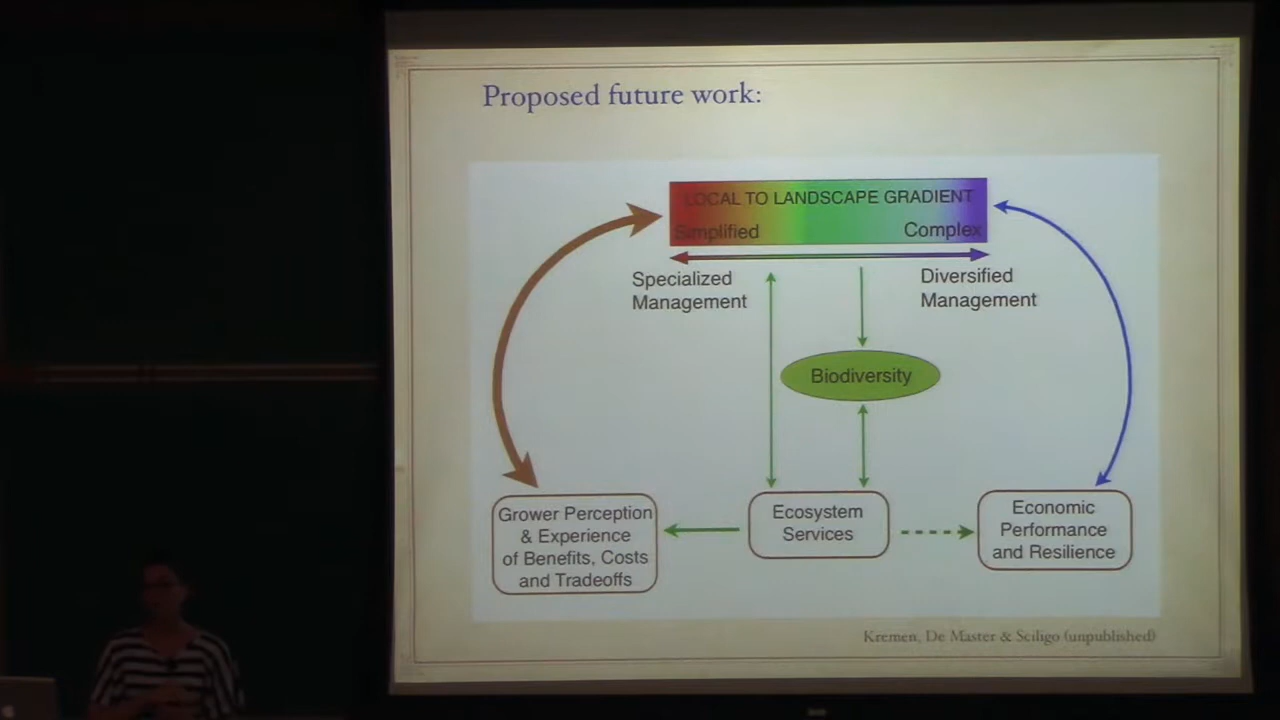 Proposed future work:
LOCAL TO LANDSCAPE GRADIENT
Simplified
Complex
Specialized
Management
Diversified
Management
Biodiversity
Grower Perception
& Experience
of Benefits, Costs
and Tradeoffs
Ecosystem
Services
Economic
Performance
and Resilience
Kremen, De Master & Sciligo (unpublished)